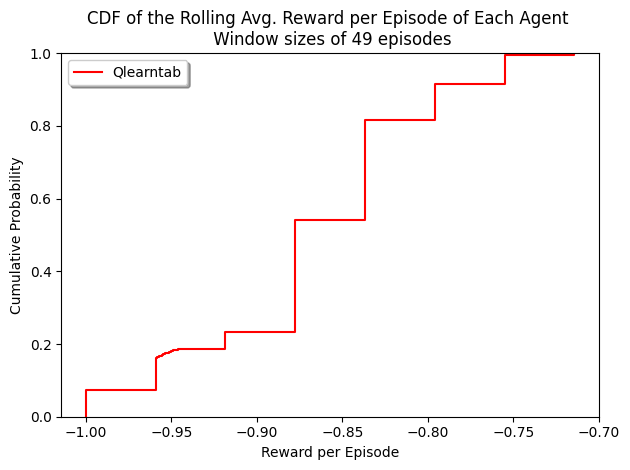 CDF of the Rolling Avg. Reward per Episode of Each Agent
Window sizes of 49 episodes
Qlearntab
1.0
0.8
0.6
0.4
0.2
0.0
Cumulative Probability
−1.00 −0.95 −0.90 −0.85 −0.80 −0.75 −0.70
Reward per Episode